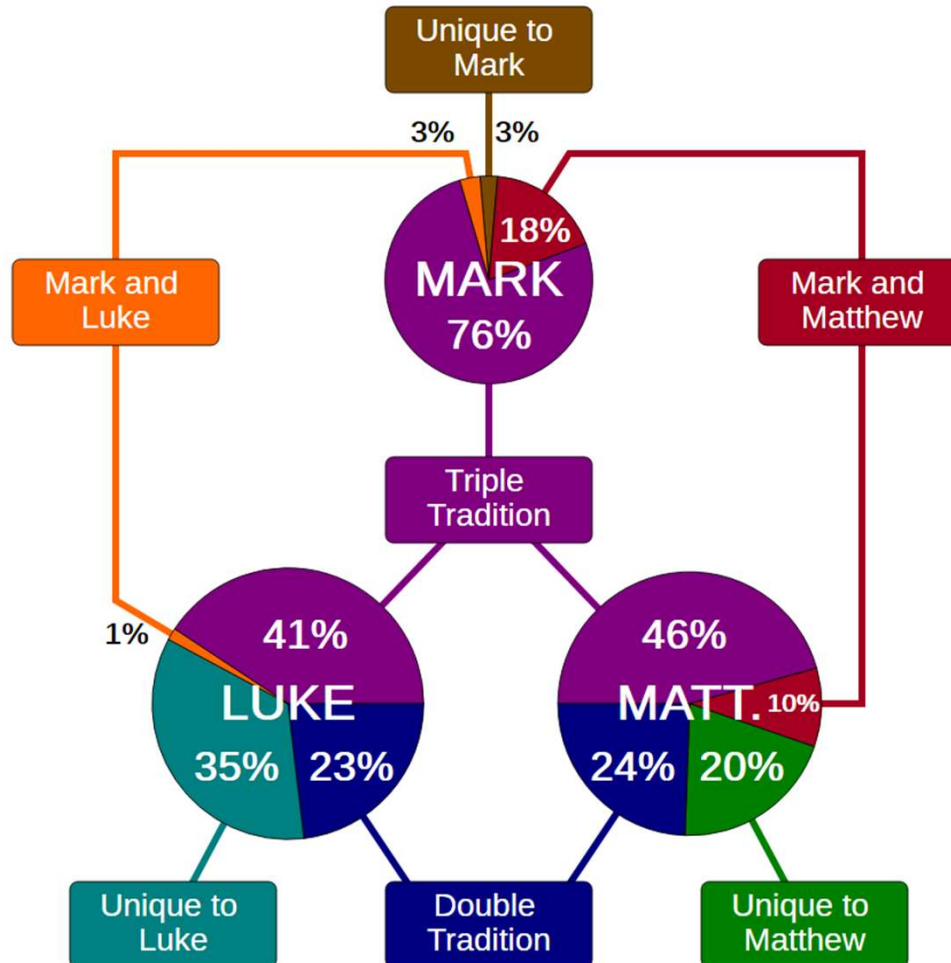 Unique to
Mark
3%
3%
18%
MARK
76%
Mark and
Luke
Mark and
Matthew
Triple
Tradition
1%
41%
LUKE
35%
23%
46%
MATT.
10%
24%
20%
Unique to
Luke
Double
Tradition
Unique to
Matthew